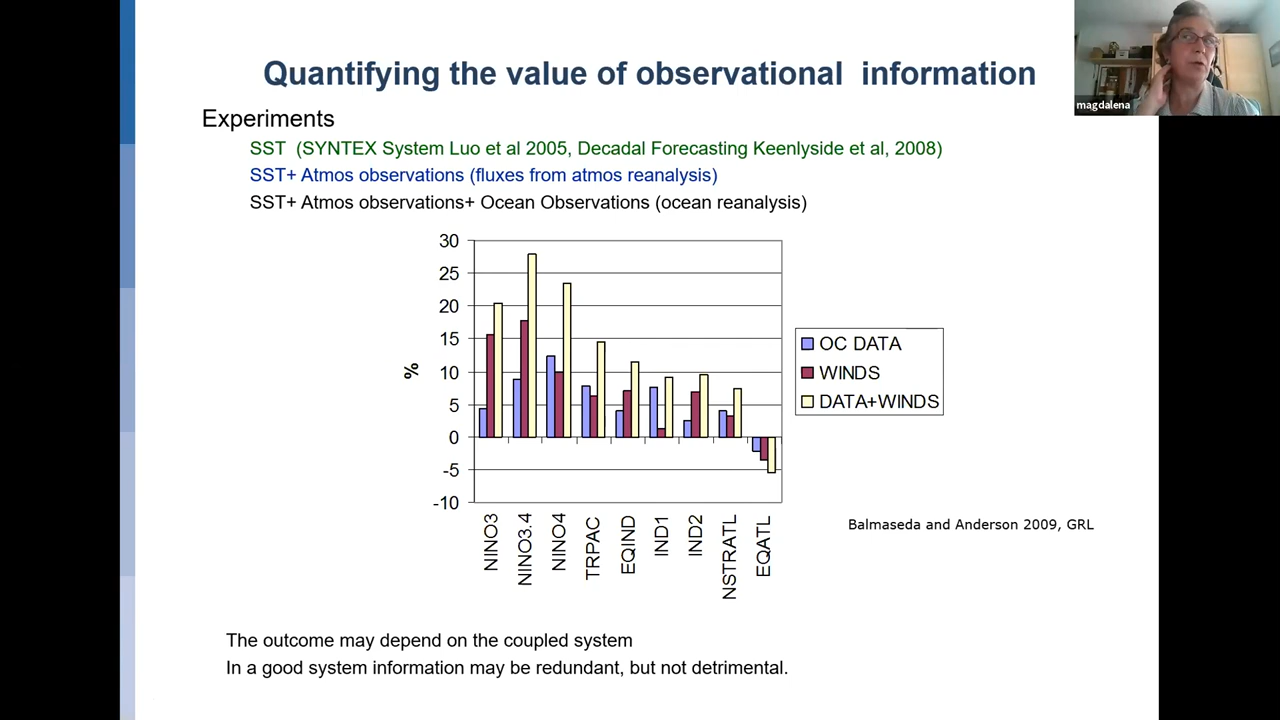 Quantifying the value of observational information
magdalena
Experiments
SST (SYNTEX System Luo et al 2005, Decadal Forecasting Keenlyside et al, 2008)
SST+ Atmos observations (fluxes from atmos reanalysis)
SST+ Atmos observations+ Ocean Observations (ocean reanalysis)
30
25
20
15
10
5
0
-5
-10
%
NINO3
NINO3.4
NINO4
TRPAC
EQIND
IND1
IND2
NSTRATL
EQATL
OC DATA
WINDS
DATA+WINDS
Balmaseda and Anderson 2009, GRL
The outcome may depend on the coupled system
In a good system information may be redundant, but not detrimental.